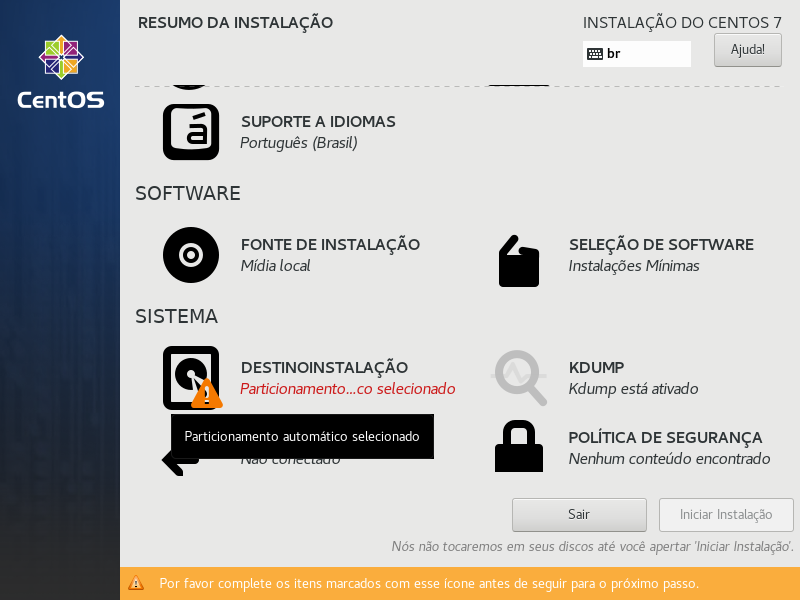 RESUMO DA INSTALAÇÃO
INSTALAÇÃO DO CENTOS 7
br
Ajuda!
CentOS
SUPORTE A IDIOMAS
Português (Brasil)
SOFTWARE
FONTE DE INSTALAÇÃO
Mídia local
SELEÇÃO DE SOFTWARE
Instalações Mínimas
SISTEMA
DESTINOINSTALAÇÃO
Particionamento...co selecionado
KDUMP
Kdump está ativado
Particionamento automático selecionado
Não conectado
POLÍTICA DE SEGURANÇA
Nenhum conteúdo encontrado
Sair
Iniciar Instalação
Nós não tocaremos em seus discos até você apertar 'Iniciar Instalação'.
Por favor complete os itens marcados com esse ícone antes de seguir para o próximo passo.